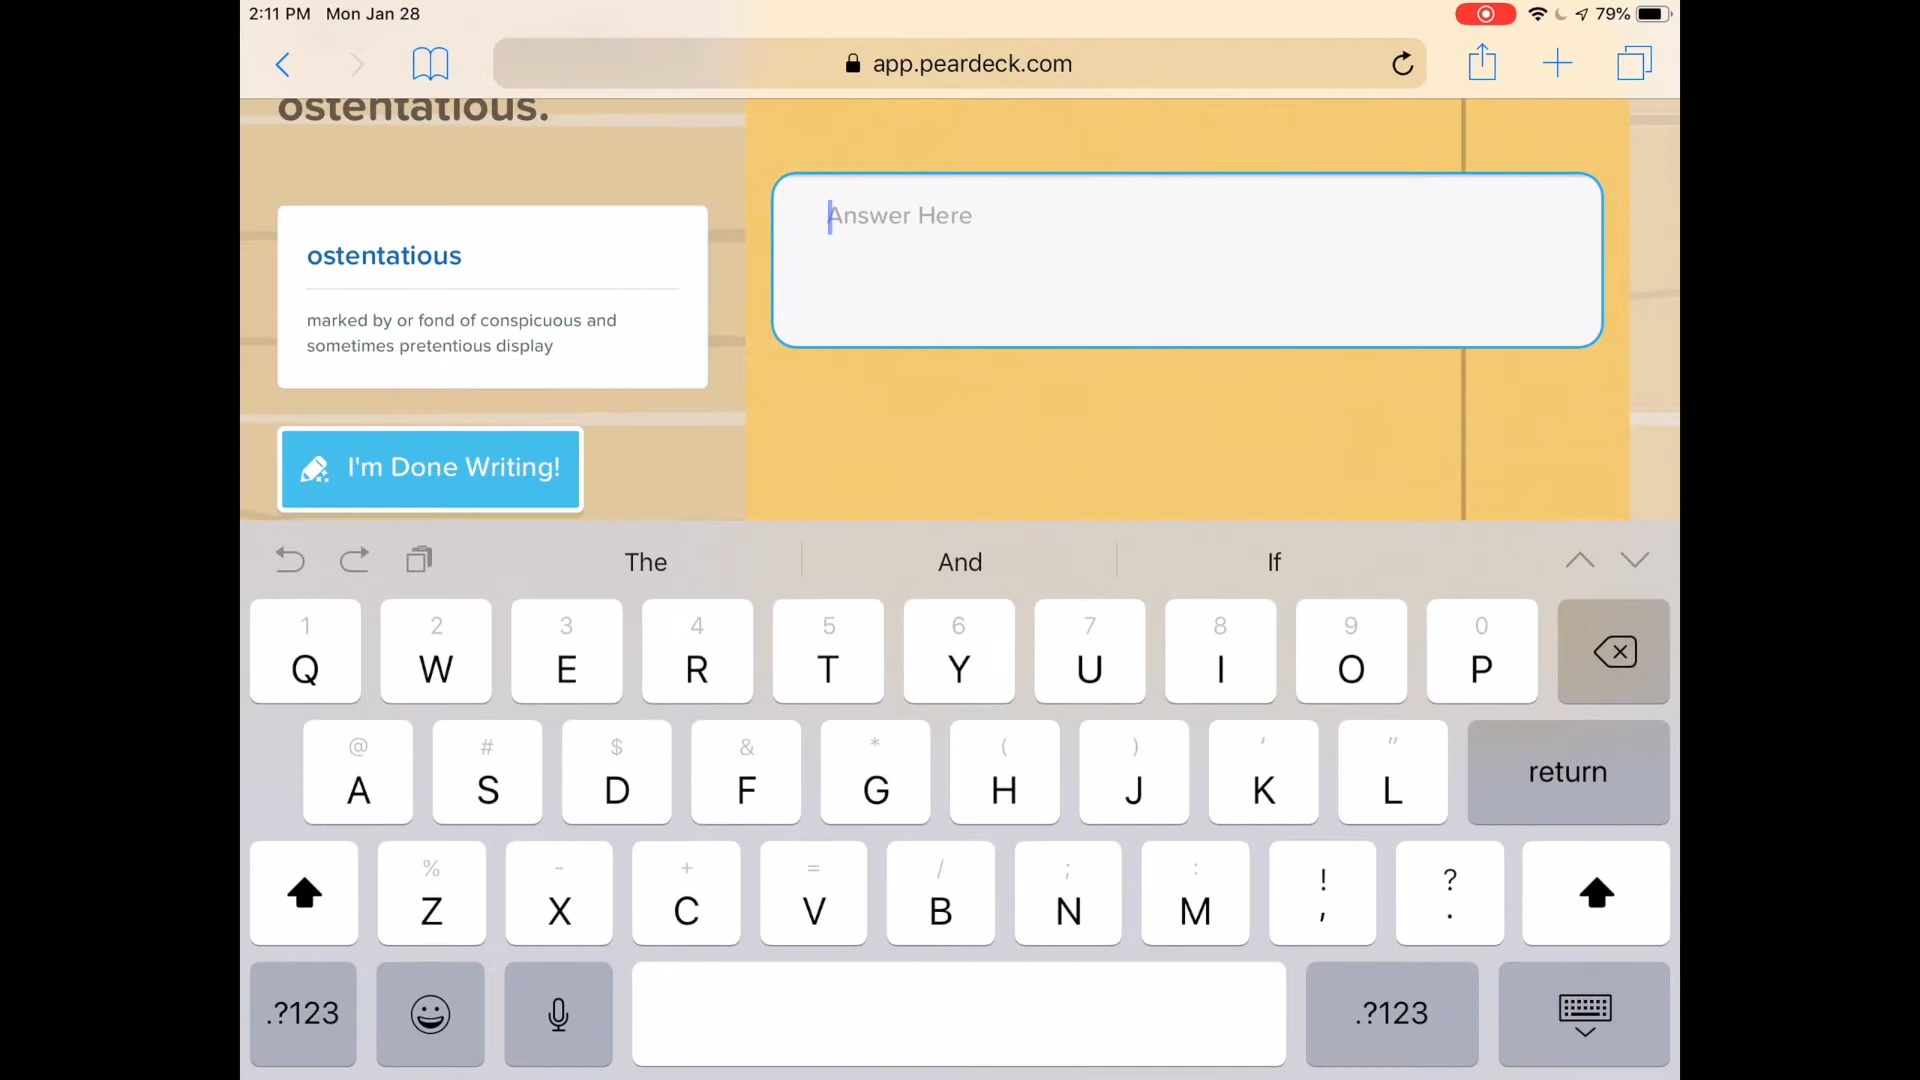 2:11 PM Mon Jan 28
79%
app.peardeck.com
ostentatious.
Answer Here
ostentatious
marked by or fond of conspicuous and
sometimes pretentious display
I'm Done Writing!
The And If
1 2 3 4 5 6 7 8 9 0
Q W E R T Y U I O P
@ # $ & * ( ) ' "
A S D F G H J K L return
% - + = / ; : ! ?
Z X C V B N M , .
.?123 .?123